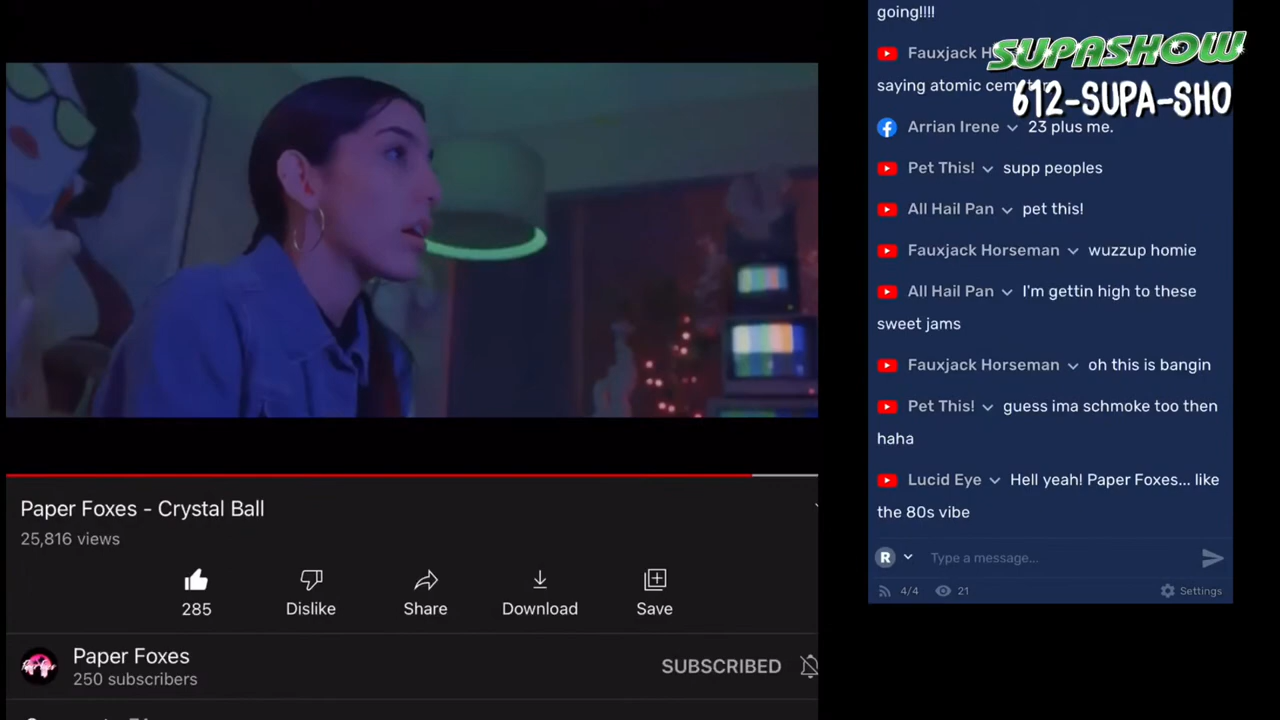 going!!!!
SUPASHOW
Fauxjack
saying atomic
612-SUPA-SHO
Arrian Irene 23 plus me.
Pet This! supp peoples
All Hail Pan pet this!
Fauxjack Horseman wuzzup homie
All Hail Pan I'm gettin high to these
sweet jams
Fauxjack Horseman oh this is bangin
Pet This! guess ima schmoke too then
haha
Lucid Eye Hell yeah! Paper Foxes... like
the 80s vibe
R Type a message...
4/4 21 Settings
Paper Foxes - Crystal Ball
25,816 views
285 Dislike Share Download Save
Paper Foxes SUBSCRIBED
250 subscribers